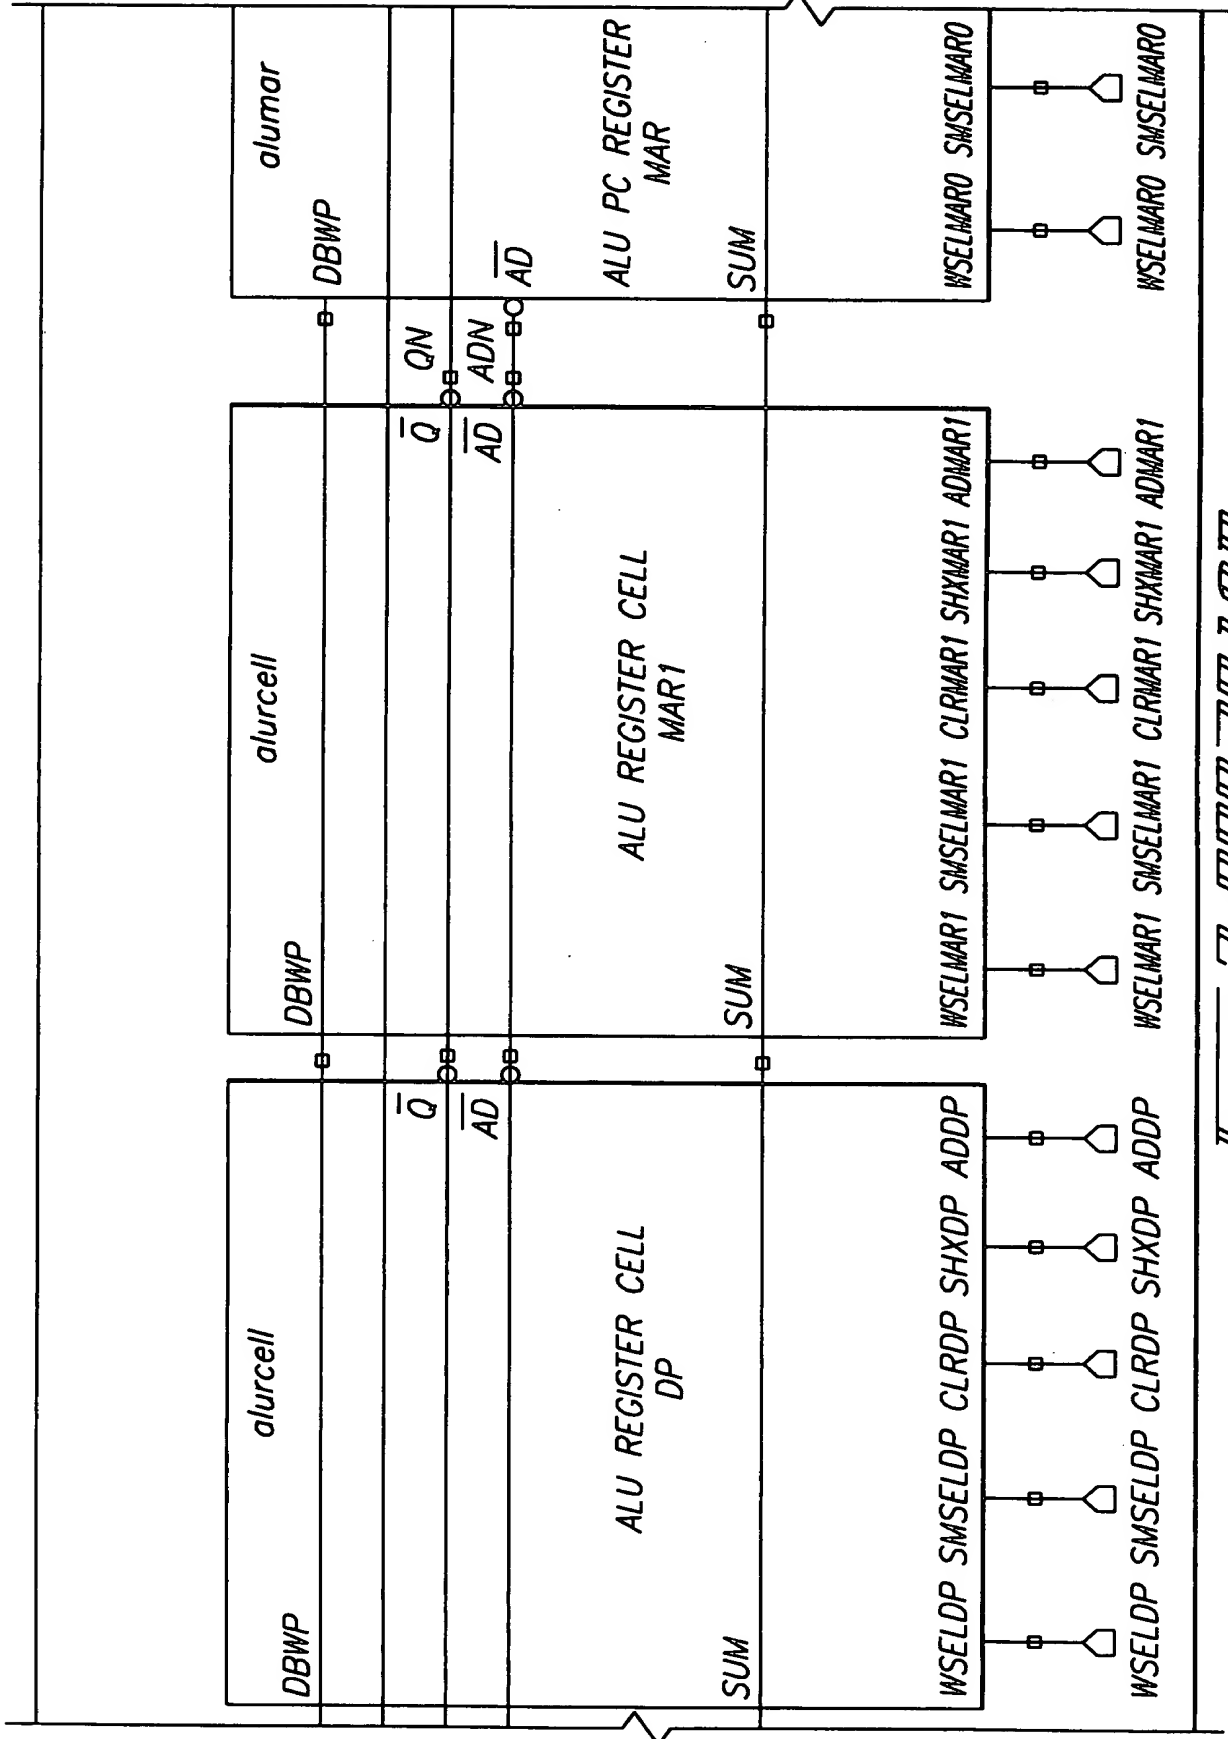 alurcell
alurcell
alumar
DBWP
DBWP
DBWP
Q
Q
QN
AD
AD
ADN
AD
ALU REGISTER CELL
DP
ALU REGISTER CELL
MAR1
ALU PC REGISTER
MAR
SUM
SUM
SUM
WSELDP SMSELDP CLRDP SHXDP ADDP
WSELMAR1 SMSELMAR1 CLRMAR1 SHXMAR1 ADMAR1
WSELMAR0 SMSELMAR0
WSELDP SMSELDP CLRDP SHXDP ADDP
WSELMAR1 SMSELMAR1 CLRMAR1 SHXMAR1 ADMAR1
WSELMAR0 SMSELMAR0